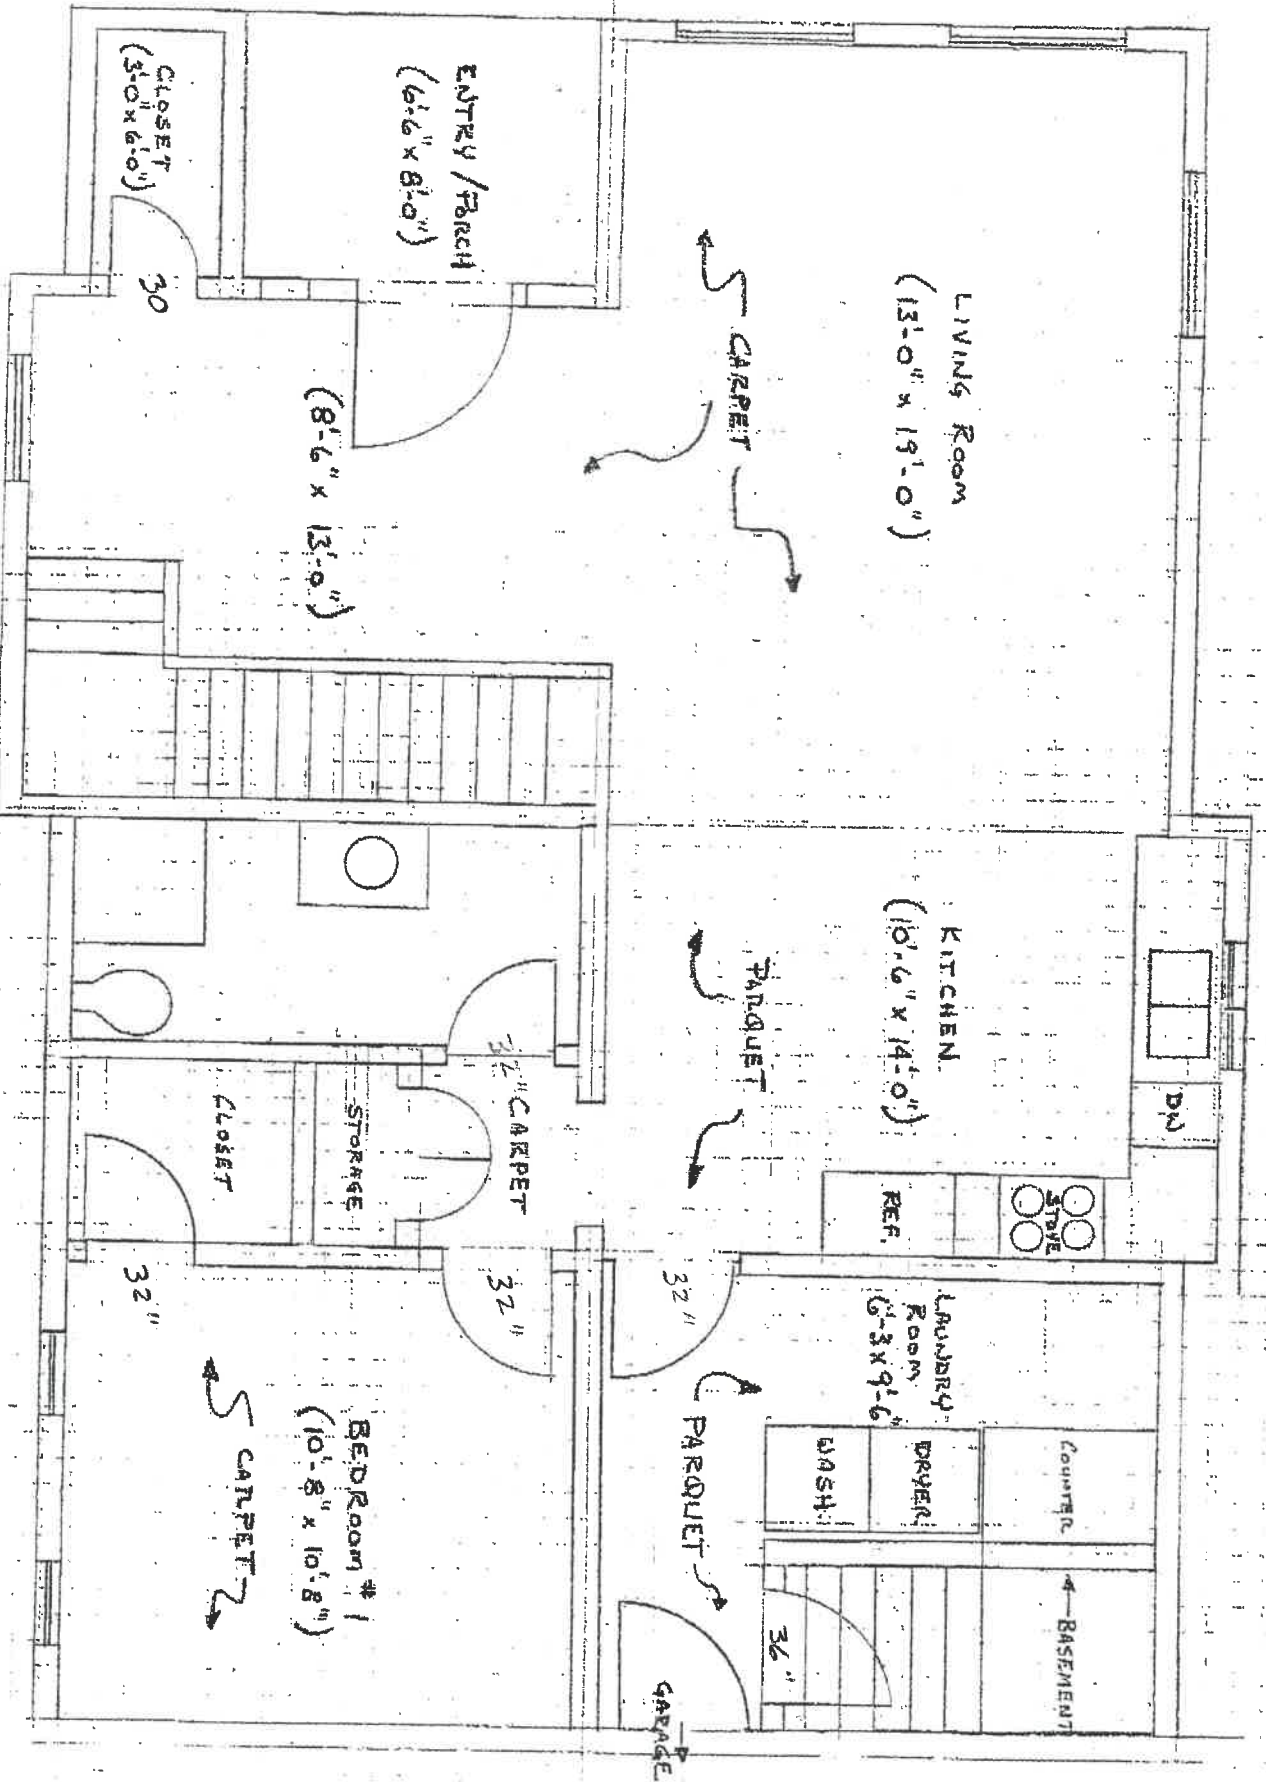 CLOSET
(3'-0" x 6'-0")
ENTRY / PORCH
(6'-6" x 8'-0")
30
LIVING ROOM
(13'-0" x 19'-0")
CARPET
(8'-6" x 13'-0")
KITCHEN
(10'-6" x 14'-0")
PARQUET
DW
STOVE
REF.
32" CARPET
STORAGE
CLOSET
32"
32"
32"
LAUNDRY
ROOM
6'-3 x 9'-6"
COUNTER
DRYER
WASH
PARQUET
BEDROOM # 1
(10'-8" x 10'-8")
CARPET
36"
BASEMENT
GARAGE